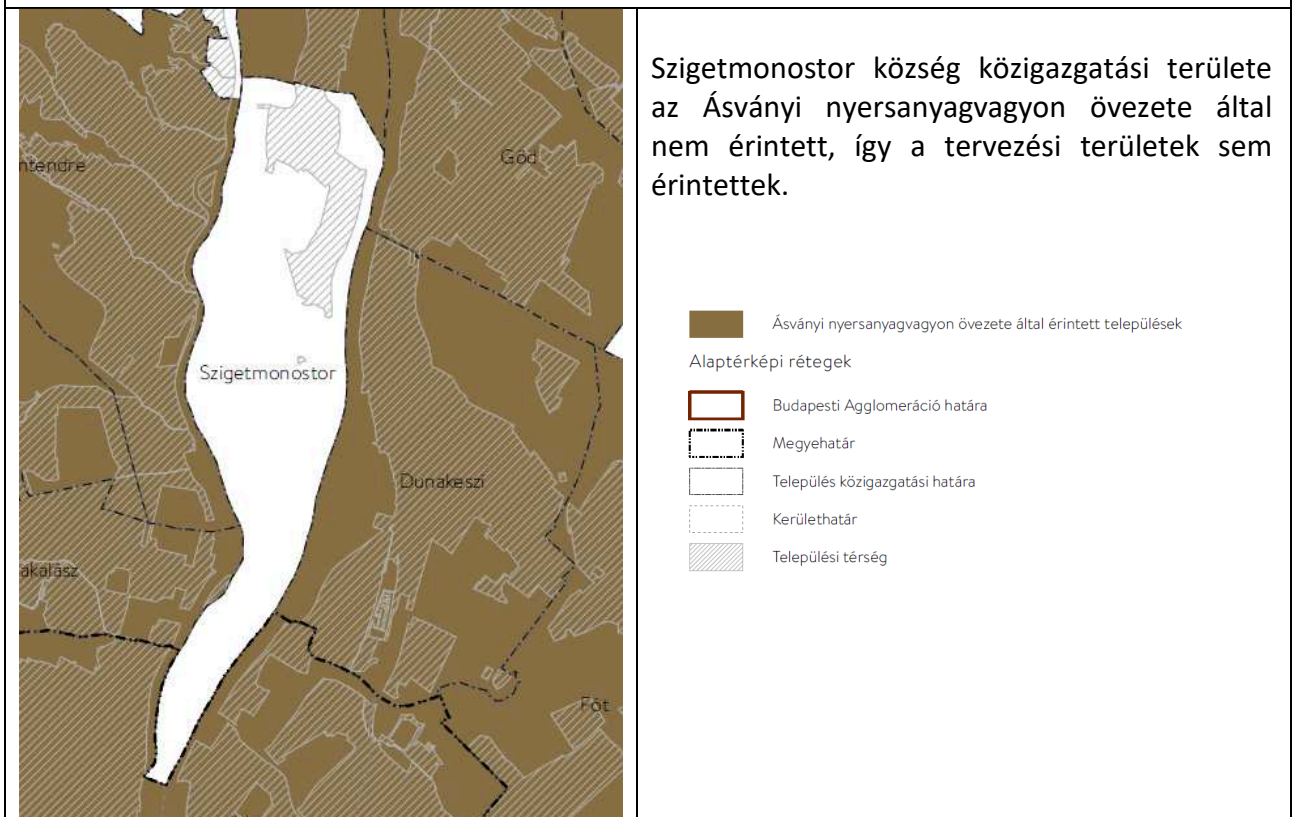 ntendre
Göd
Szigetmonostor
Dunakeszi
akalász
Fót
Szigetmonostor község közigazgatási területe
az Ásványi nyersanyagvagyon övezete által
nem érintett, így a tervezési területek sem
érintettek.
Ásványi nyersanyagvagyon övezete által érintett települések
Alaptérképi rétegek
Budapesti Agglomeráció határa
Megyehatár
Település közigazgatási határa
Kerülethatár
Települési térség